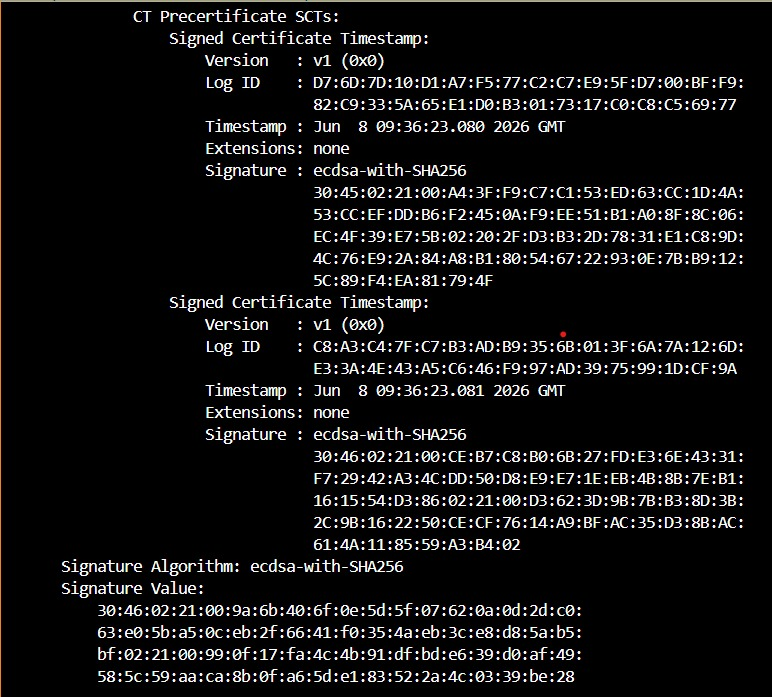 CT Precertificate SCTs:
Signed Certificate Timestamp:
Version   : v1 (0x0)
Log ID    : D7:6D:7D:10:D1:A7:F5:77:C2:C7:E9:5F:D7:00:BF:F9:
82:C9:33:5A:65:E1:D0:B3:01:73:17:C0:C8:C5:69:77
Timestamp : Jun  8 09:36:23.080 2026 GMT
Extensions: none
Signature : ecdsa-with-SHA256
30:45:02:21:00:A4:3F:F9:C7:C1:53:ED:63:CC:1D:4A:
53:CC:EF:DD:B6:F2:45:0A:F9:EE:51:B1:A0:8F:8C:06:
EC:4F:39:E7:5B:02:20:2F:D3:B3:2D:78:31:E1:C8:9D:
4C:76:E9:2A:84:A8:B1:80:54:67:22:93:0E:7B:B9:12:
5C:89:F4:EA:81:79:4F
Signed Certificate Timestamp:
Version   : v1 (0x0)
Log ID    : C8:A3:C4:7F:C7:B3:AD:B9:35:6B:01:3F:6A:7A:12:6D:
E3:3A:4E:43:A5:C6:46:F9:97:AD:39:75:99:1D:CF:9A
Timestamp : Jun  8 09:36:23.081 2026 GMT
Extensions: none
Signature : ecdsa-with-SHA256
30:46:02:21:00:CE:B7:C8:B0:6B:27:FD:E3:6E:43:31:
F7:29:42:A3:4C:DD:50:D8:E9:E7:1E:EB:4B:8B:7E:B1:
16:15:54:D3:86:02:21:00:D3:62:3D:9B:7B:B3:8D:3B:
2C:9B:16:22:50:CE:CF:76:14:A9:BF:AC:35:D3:8B:AC:
61:4A:11:85:59:A3:B4:02
Signature Algorithm: ecdsa-with-SHA256
Signature Value:
30:46:02:21:00:9a:6b:40:6f:0e:5d:5f:07:62:0a:0d:2d:c0:
63:e0:5b:a5:0c:eb:2f:66:41:f0:35:4a:eb:3c:e8:d8:5a:b5:
bf:02:21:00:99:0f:17:fa:4c:4b:91:df:bd:e6:39:d0:af:49:
58:5c:59:aa:ca:8b:0f:a6:5d:e1:83:52:2a:4c:03:39:be:28